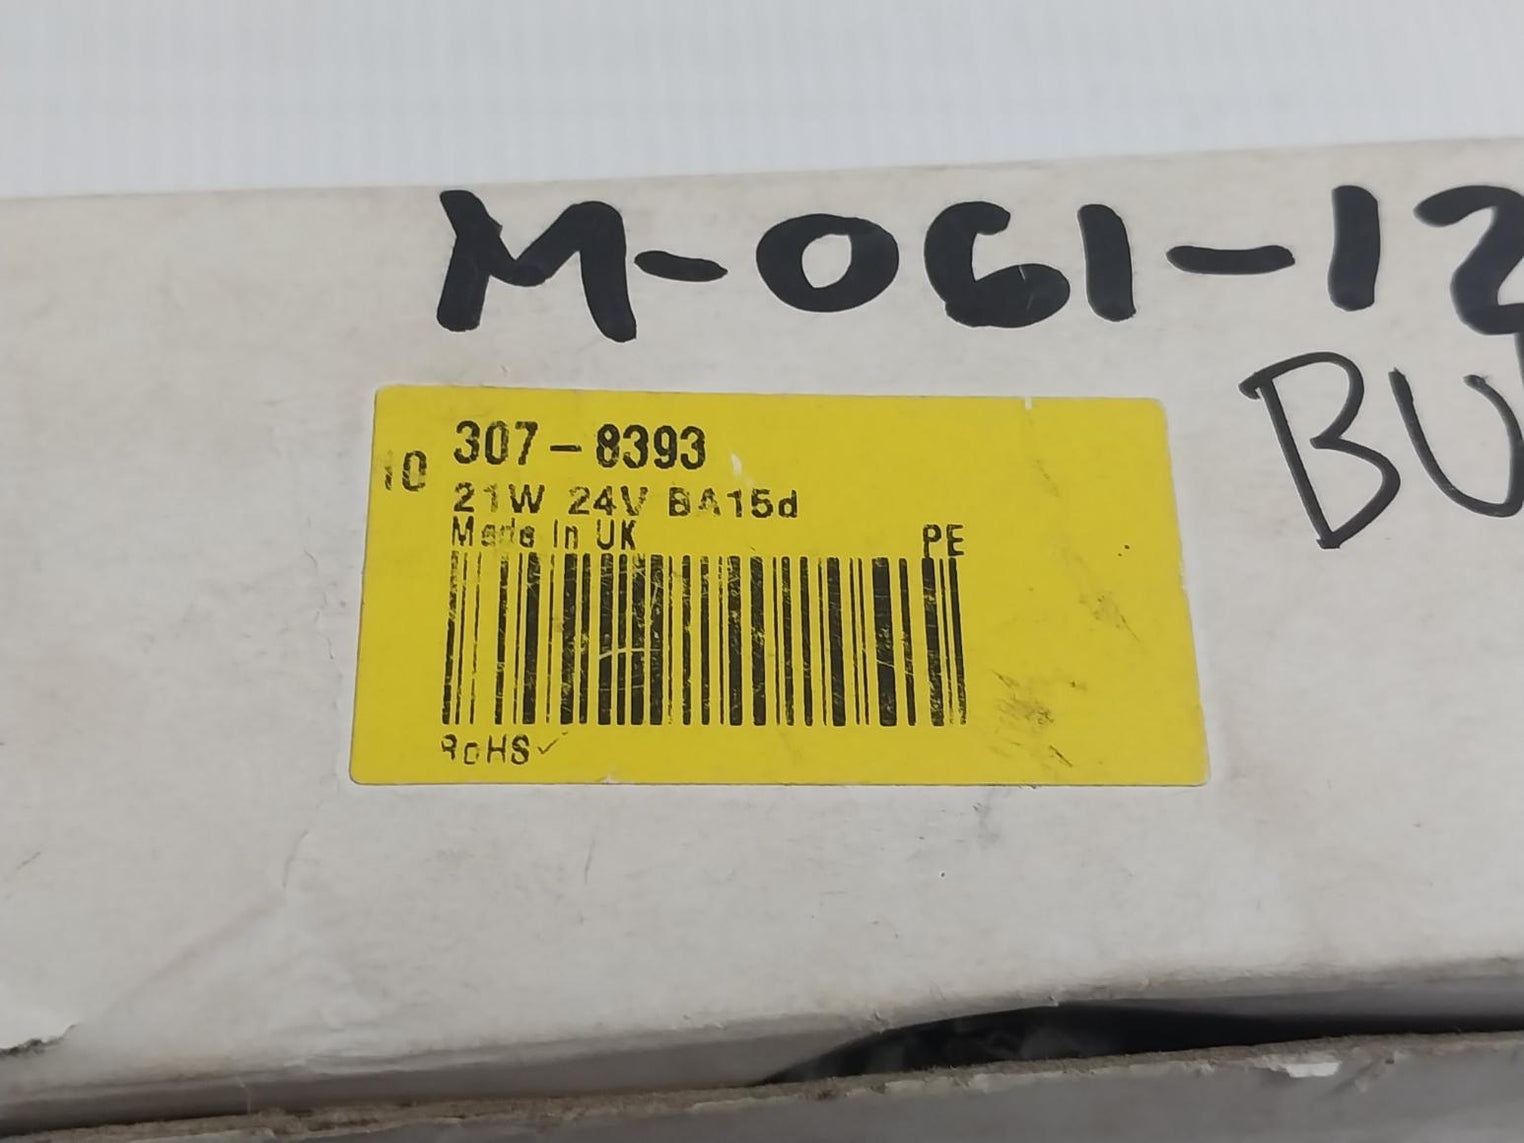 M-061-12
BU
307-8393
10
21W 24V BA15d
Made In UK
PE
RoHS✓